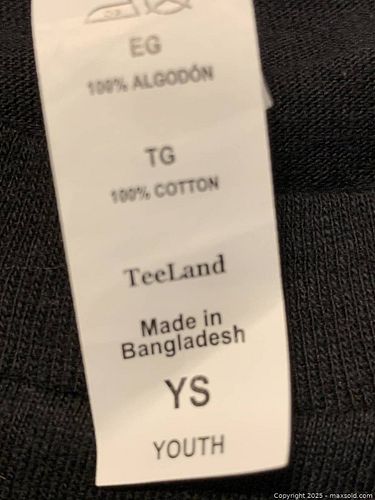 EG
100% ALGODÓN
TG
100% COTTON
TeeLand
Made in
Bangladesh
YS
YOUTH
Copyright 2025 - maxsold.com